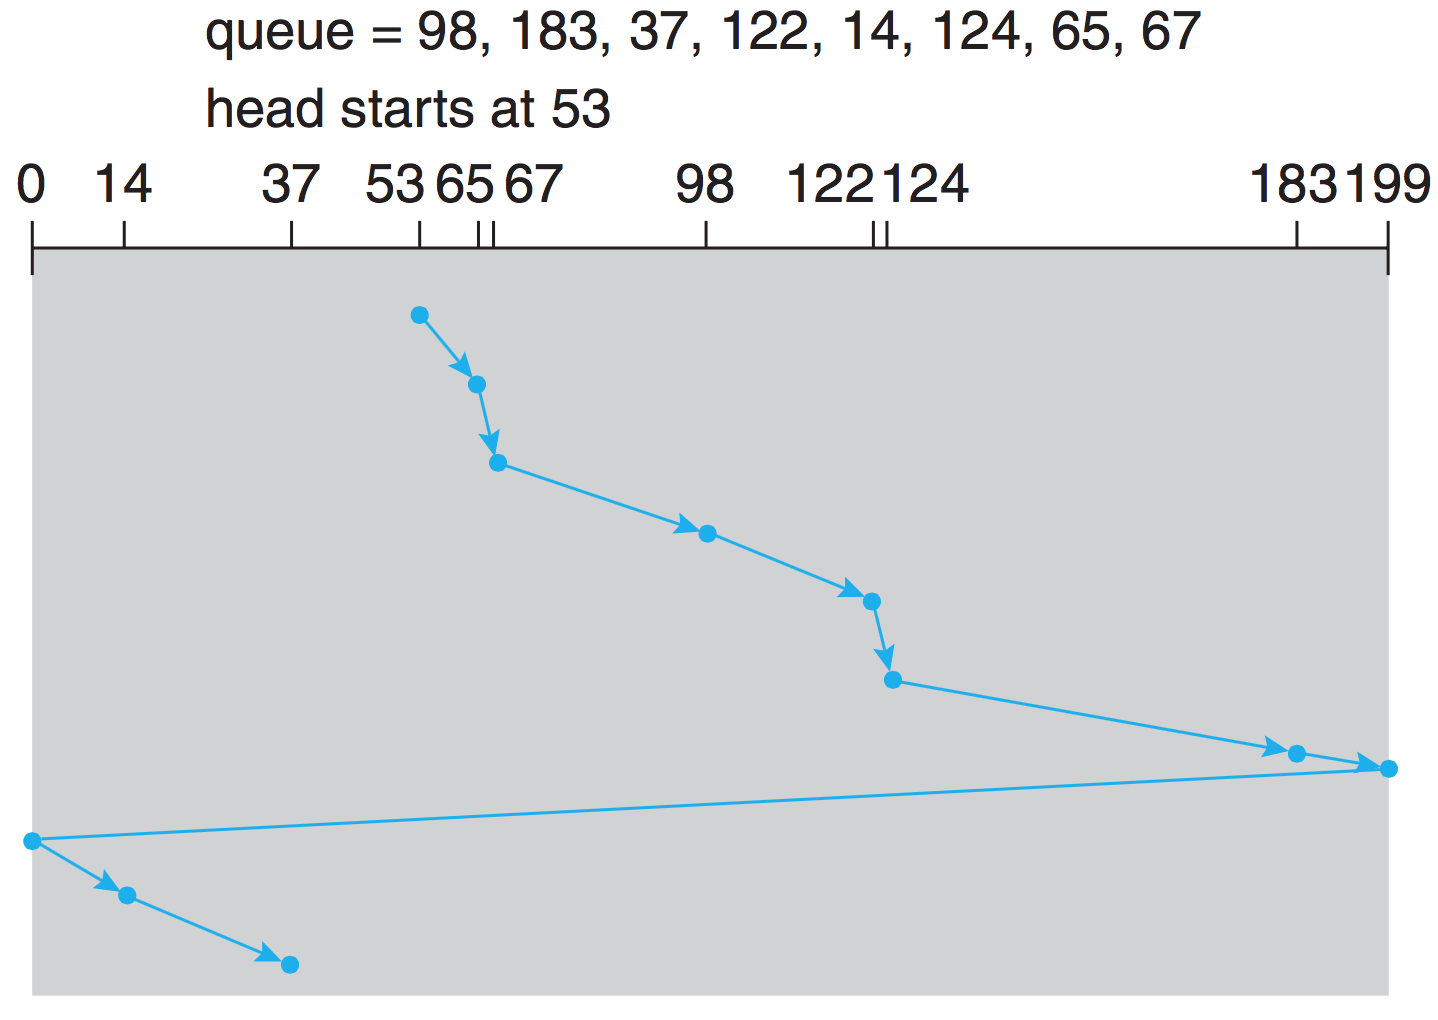 queue = 98, 183, 37, 122, 14, 124, 65, 67
head starts at 53
0 14 37 53 65 67 98 122 124 183 199